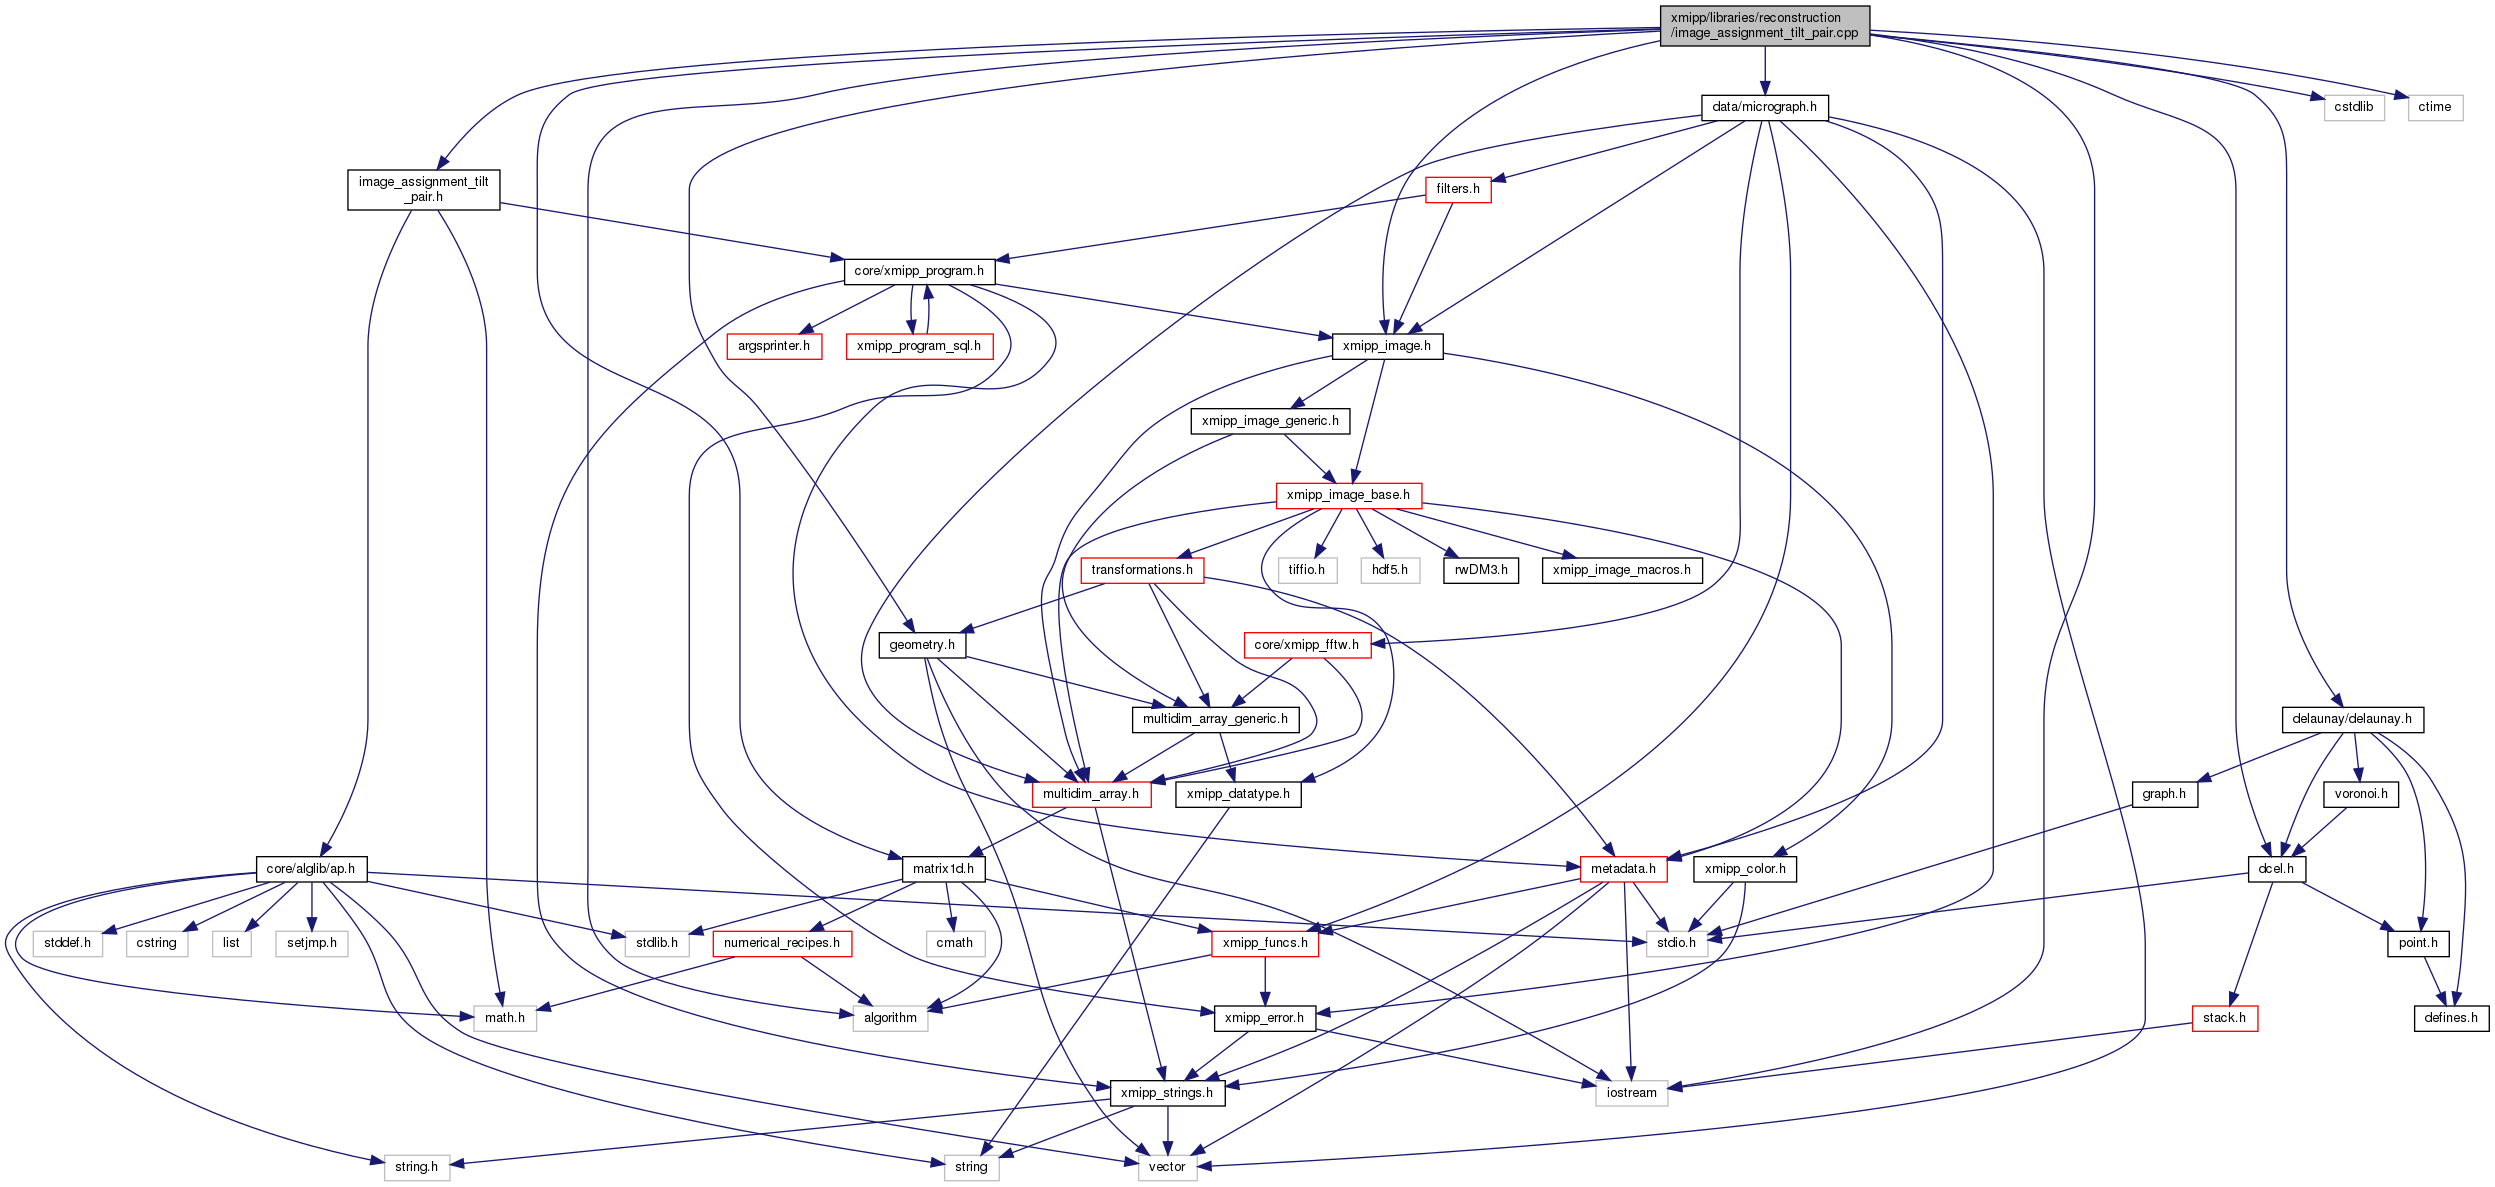 xmipp/libraries/reconstruction
/image_assignment_tilt_pair.cpp
data/micrograph.h
cstdlib
ctime
image_assignment_tilt
_pair.h
filters.h
core/xmipp_program.h
argsprinter.h
xmipp_program_sql.h
xmipp_image.h
xmipp_image_generic.h
xmipp_image_base.h
transformations.h
tiffio.h
hdf5.h
rwDM3.h
xmipp_image_macros.h
geometry.h
core/xmipp_fftw.h
multidim_array_generic.h
delaunay/delaunay.h
multidim_array.h
xmipp_datatype.h
graph.h
voronoi.h
core/alglib/ap.h
matrix1d.h
metadata.h
xmipp_color.h
dcel.h
stddef.h
cstring
list
setjmp.h
stdlib.h
numerical_recipes.h
cmath
xmipp_funcs.h
stdio.h
point.h
math.h
algorithm
xmipp_error.h
stack.h
defines.h
xmipp_strings.h
iostream
string.h
string
vector